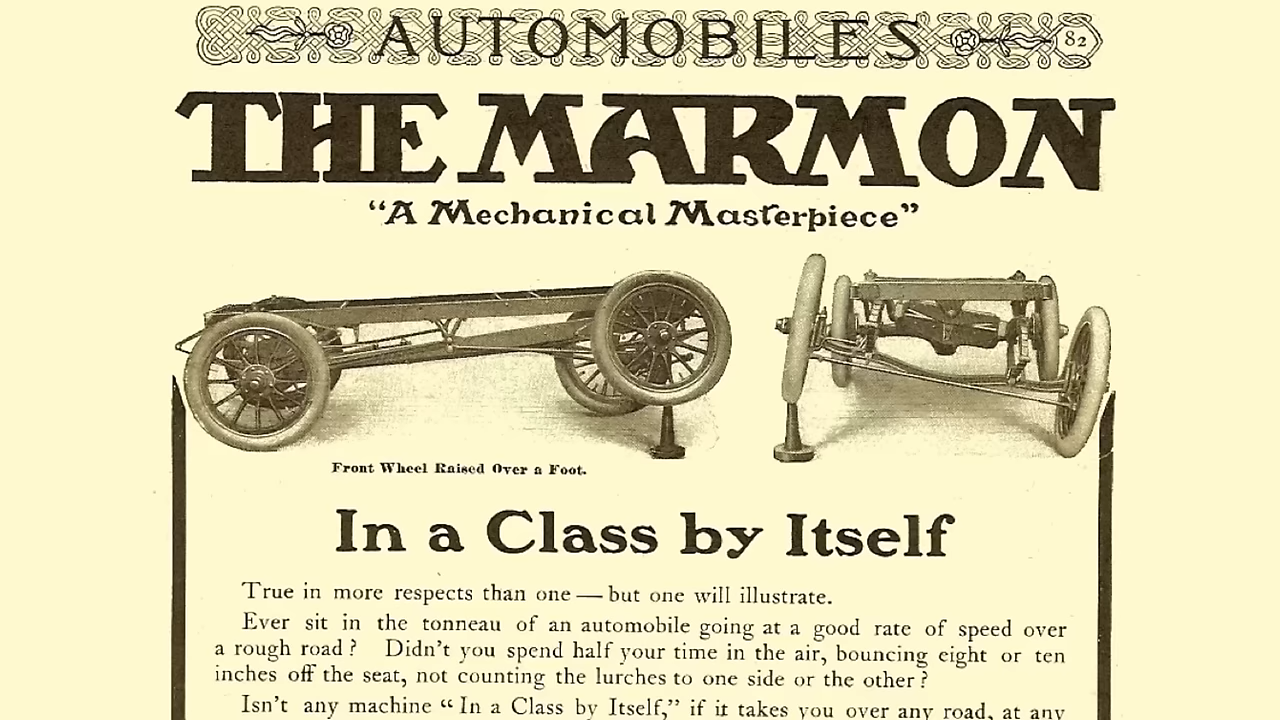 AUTOMOBILES 82
THE MARMON
“A Mechanical Masterpiece”
Front Wheel Raised Over a Foot.
In a Class by Itself
True in more respects than one — but one will illustrate.
Ever sit in the tonneau of an automobile going at a good rate of speed over
a rough road? Didn’t you spend half your time in the air, bouncing eight or ten
inches off the seat, not counting the lurches to one side or the other?
Isn’t any machine “In a Class by Itself,” if it takes you over any road, at any